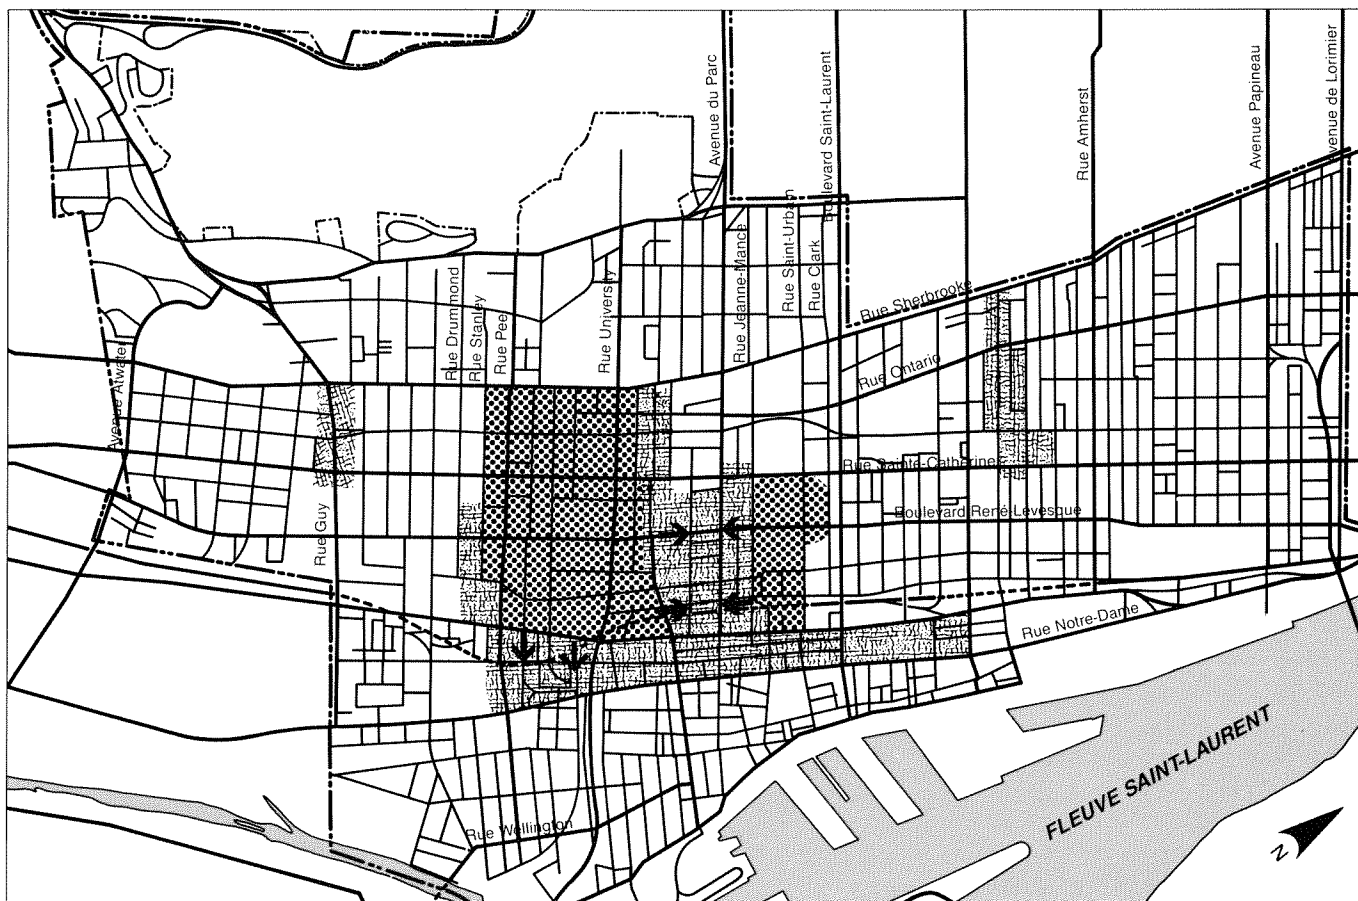 Avenue du Parc
Boulevard Saint-Laurent
Rue Amherst
Avenue Papineau
Avenue de Lorimier
Rue Drummond
Rue Stanley
Rue Peel
Rue University
Rue Jeanne-Mance
Rue Saint-Urbain
Rue Clark
Rue Sherbrooke
Rue Ontario
Avenue Atwater
Rue Sainte-Catherine
Rue Guy
Boulevard René-Levesque
Rue Notre-Dame
Rue Wellington
FLEUVE SAINT-LAURENT
N